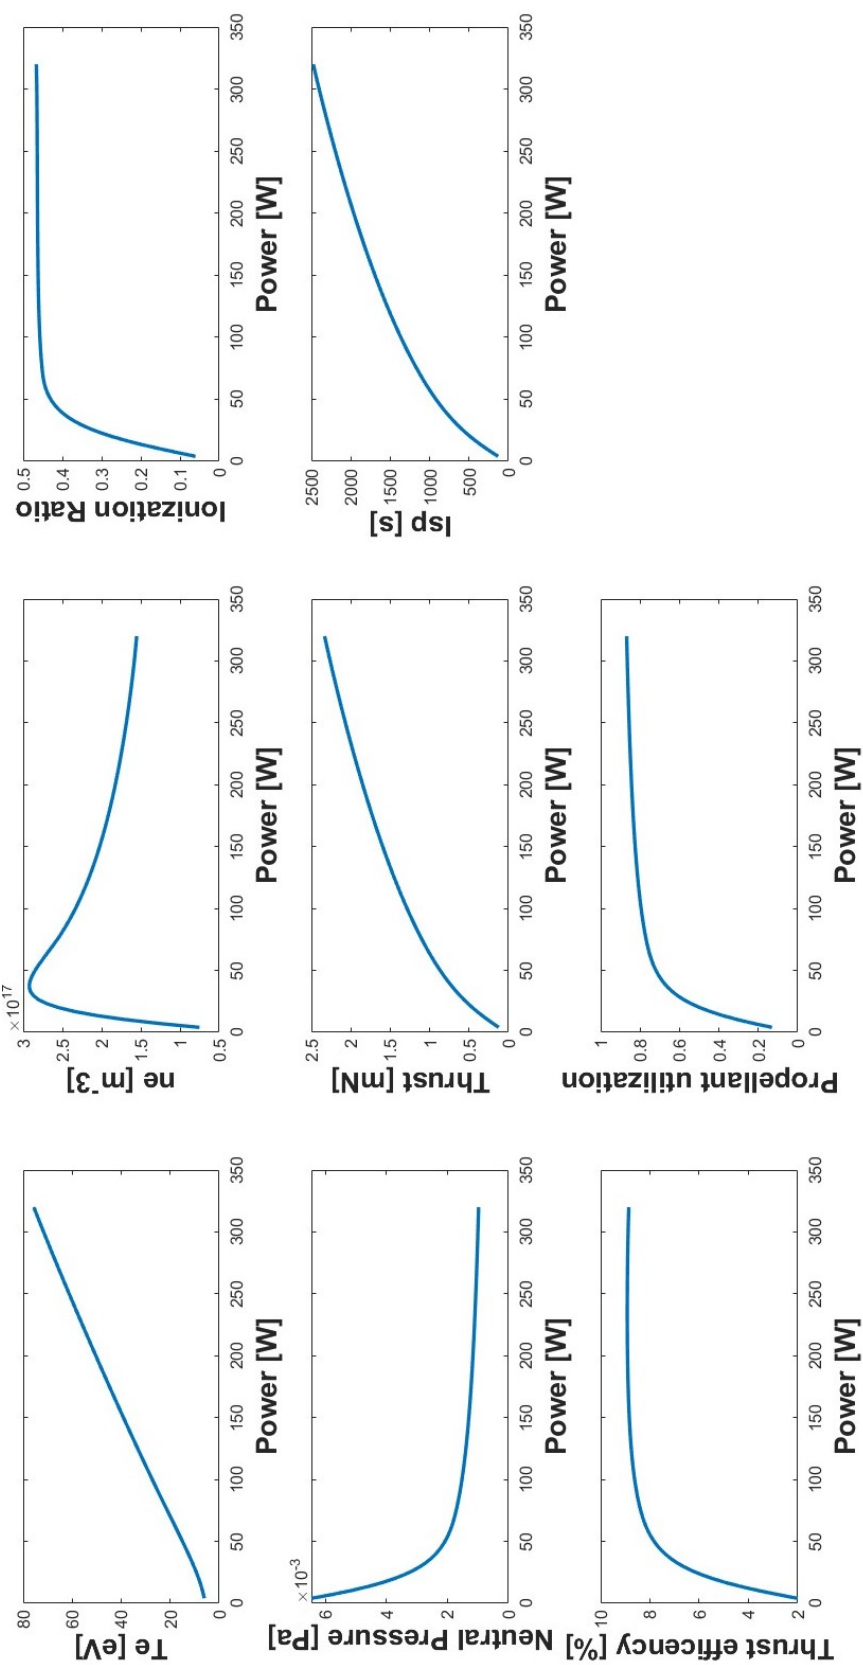 80
60
40
20
0
Te [eV]
0 50 100 150 200 250 300 350
Power [W]
×10^17
3
2.5
2
1.5
1
0.5
ne [m-3]
0 50 100 150 200 250 300 350
Power [W]
0.5
0.4
0.3
0.2
0.1
0
Ionization Ratio
0 50 100 150 200 250 300 350
Power [W]
×10^-3
6
4
2
0
Neutral Pressure [Pa]
0 50 100 150 200 250 300 350
Power [W]
2.5
2
1.5
1
0.5
0
Thrust [mN]
0 50 100 150 200 250 300 350
Power [W]
2500
2000
1500
1000
500
0
Isp [s]
0 50 100 150 200 250 300 350
Power [W]
10
8
6
4
2
Thrust efficency [%]
0 50 100 150 200 250 300 350
Power [W]
1
0.8
0.6
0.4
0.2
0
Propellant utilization
0 50 100 150 200 250 300 350
Power [W]